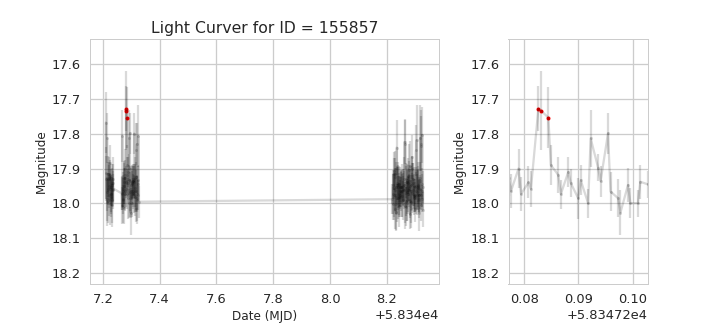 Light Curver for ID = 155857
Magnitude
17.6
17.7
17.8
17.9
18.0
18.1
18.2
7.2 7.4 7.6 7.8 8.0 8.2
Date (MJD)
+5.834e4
Magnitude
17.6
17.7
17.8
17.9
18.0
18.1
18.2
0.08 0.09 0.10
+5.83472e4